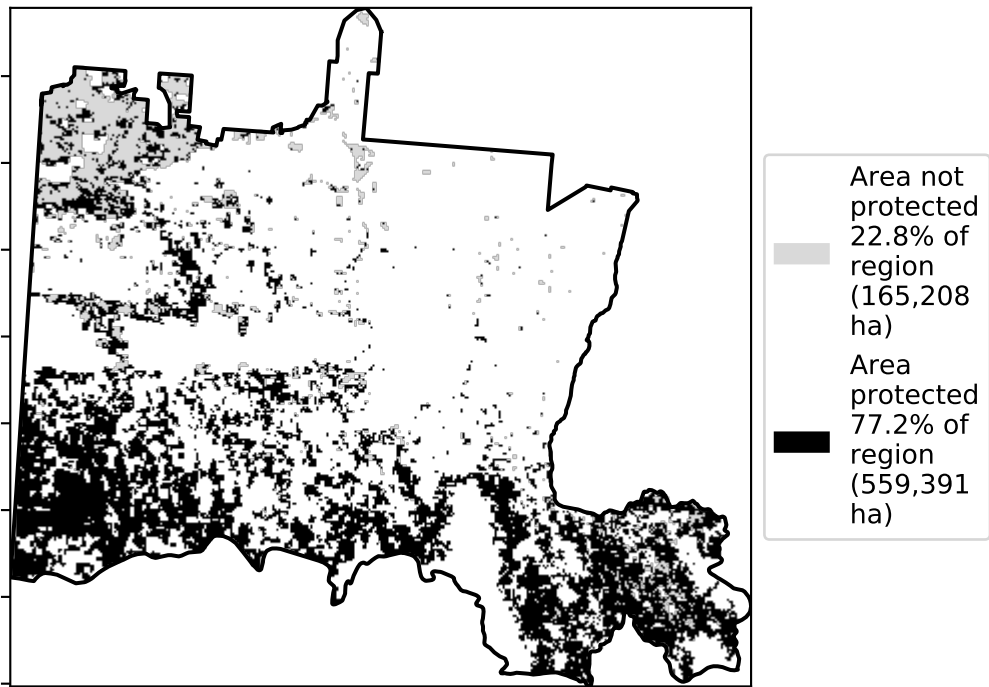 Area not
protected
22.8% of
region
(165,208
ha)
Area
protected
77.2% of
region
(559,391
ha)